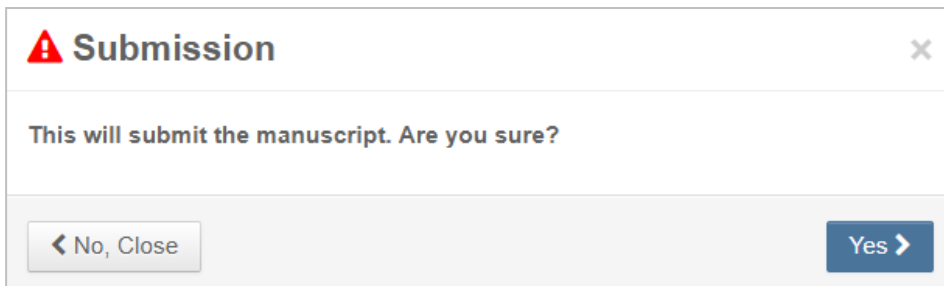 Submission
This will submit the manuscript. Are you sure?
No, Close
Yes